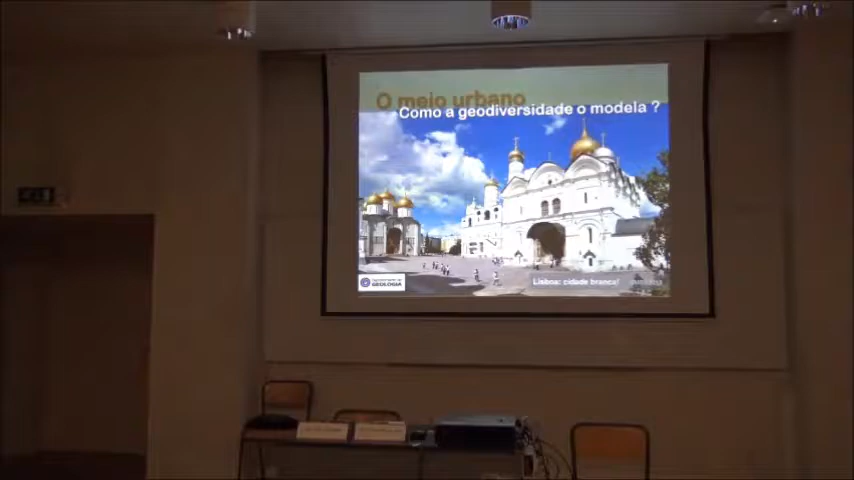 O meio urbano
Como a geodiversidade o modela ?
GEOLOGIA
Lisboa: cidade branca!